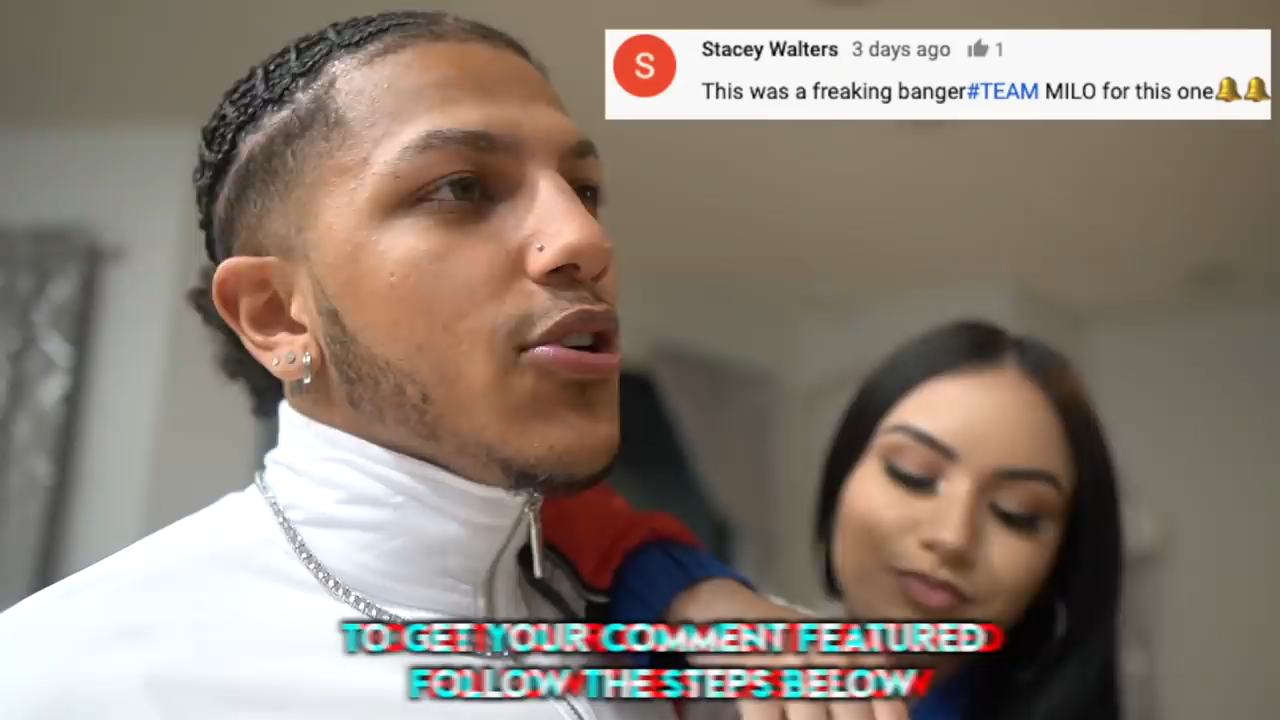 S
Stacey Walters 3 days ago 1
This was a freaking banger#TEAM MILO for this one🔔🔔
TO GET YOUR COMMENT FEATURED
FOLLOW THE STEPS BELOW